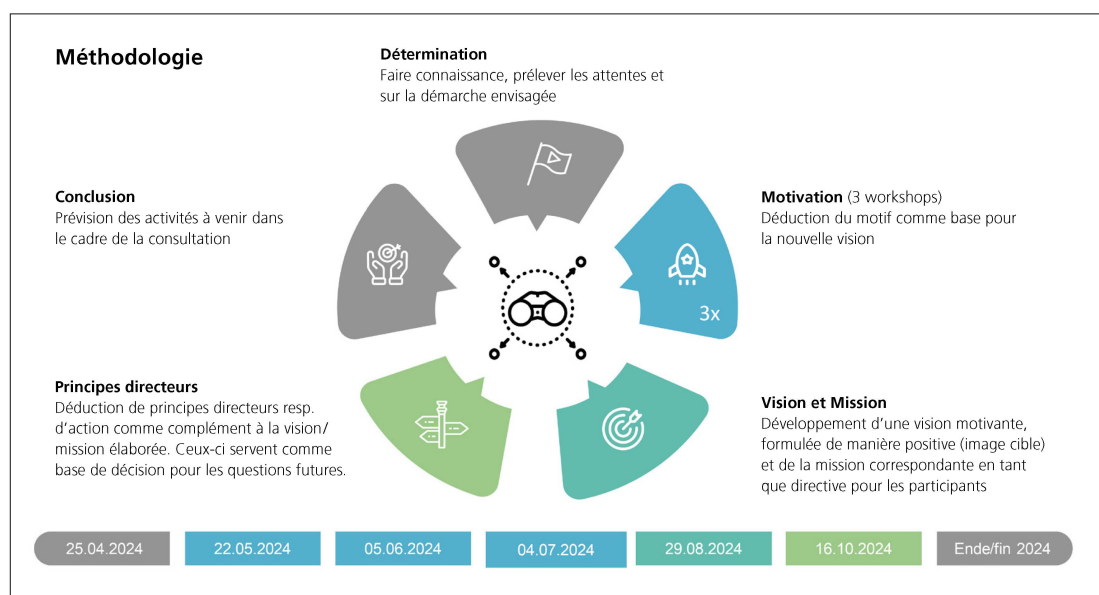 Méthodologie
Détermination
Faire connaissance, prélever les attentes et
sur la démarche envisagée
Conclusion
Prévision des activités à venir dans
le cadre de la consultation
Motivation (3 workshops)
Déduction du motif comme base pour
la nouvelle vision
3x
Principes directeurs
Déduction de principes directeurs resp.
d’action comme complément à la vision/
mission élaborée. Ceux-ci servent comme
base de décision pour les questions futures.
Vision et Mission
Développement d’une vision motivante,
formulée de manière positive (image cible)
et de la mission correspondante en tant
que directive pour les participants
25.04.2024
22.05.2024
05.06.2024
04.07.2024
29.08.2024
16.10.2024
Ende/fin 2024